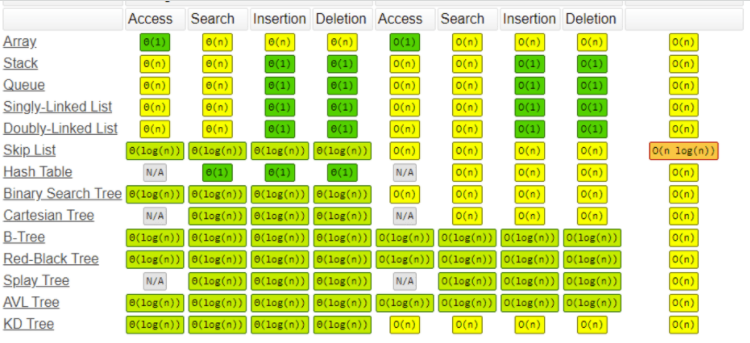 Access Search Insertion Deletion Access Search Insertion Deletion
Array Θ(1) Θ(n) Θ(n) Θ(n) O(1) O(n) O(n) O(n) O(n)
Stack Θ(n) Θ(n) Θ(1) Θ(1) O(n) O(n) O(1) O(1) O(n)
Queue Θ(n) Θ(n) Θ(1) Θ(1) O(n) O(n) O(1) O(1) O(n)
Singly-Linked List Θ(n) Θ(n) Θ(1) Θ(1) O(n) O(n) O(1) O(1) O(n)
Doubly-Linked List Θ(n) Θ(n) Θ(1) Θ(1) O(n) O(n) O(1) O(1) O(n)
Skip List Θ(log(n)) Θ(log(n)) Θ(log(n)) Θ(log(n)) O(n) O(n) O(n) O(n) O(n log(n))
Hash Table N/A Θ(1) Θ(1) Θ(1) N/A O(n) O(n) O(n) O(n)
Binary Search Tree Θ(log(n)) Θ(log(n)) Θ(log(n)) Θ(log(n)) O(n) O(n) O(n) O(n) O(n)
Cartesian Tree N/A Θ(log(n)) Θ(log(n)) Θ(log(n)) N/A O(n) O(n) O(n) O(n)
B-Tree Θ(log(n)) Θ(log(n)) Θ(log(n)) Θ(log(n)) O(log(n)) O(log(n)) O(log(n)) O(log(n)) O(n)
Red-Black Tree Θ(log(n)) Θ(log(n)) Θ(log(n)) Θ(log(n)) O(log(n)) O(log(n)) O(log(n)) O(log(n)) O(n)
Splay Tree N/A Θ(log(n)) Θ(log(n)) Θ(log(n)) N/A O(log(n)) O(log(n)) O(log(n)) O(n)
AVL Tree Θ(log(n)) Θ(log(n)) Θ(log(n)) Θ(log(n)) O(log(n)) O(log(n)) O(log(n)) O(log(n)) O(n)
KD Tree Θ(log(n)) Θ(log(n)) Θ(log(n)) Θ(log(n)) O(n) O(n) O(n) O(n) O(n)